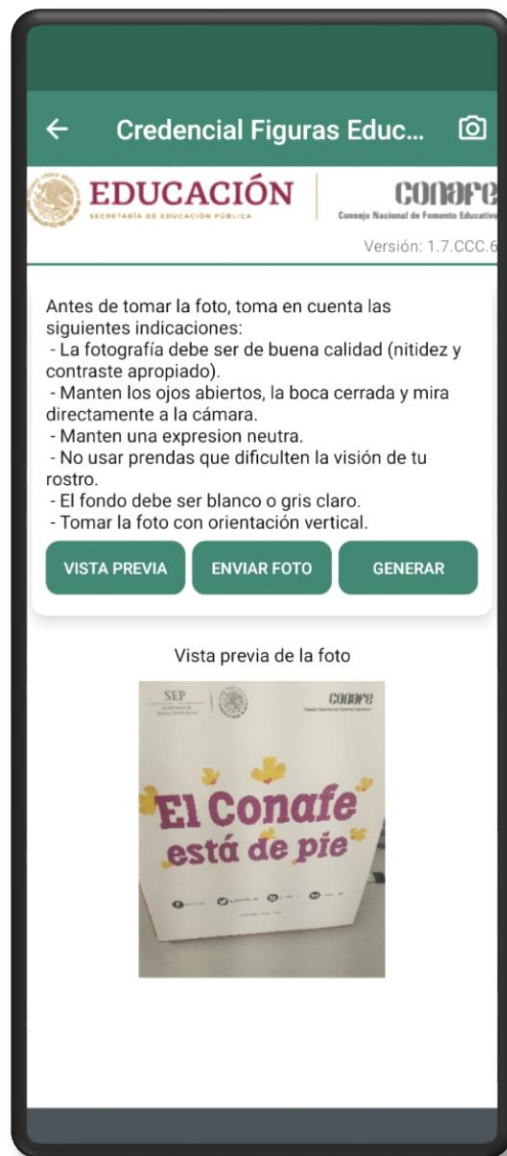 Credencial Figuras Educ...
EDUCACIÓN
SECRETARÍA DE EDUCACIÓN PÚBLICA
CONAFE
Consejo Nacional de Fomento Educativo
Versión: 1.7.CCC.6
Antes de tomar la foto, toma en cuenta las
siguientes indicaciones:
- La fotografía debe ser de buena calidad (nitidez y
contraste apropiado).
- Manten los ojos abiertos, la boca cerrada y mira
directamente a la cámara.
- Manten una expresion neutra.
- No usar prendas que dificulten la visión de tu
rostro.
- El fondo debe ser blanco o gris claro.
- Tomar la foto con orientación vertical.
VISTA PREVIA
ENVIAR FOTO
GENERAR
Vista previa de la foto
SEP
CONAFE
El Conafe
está de pie